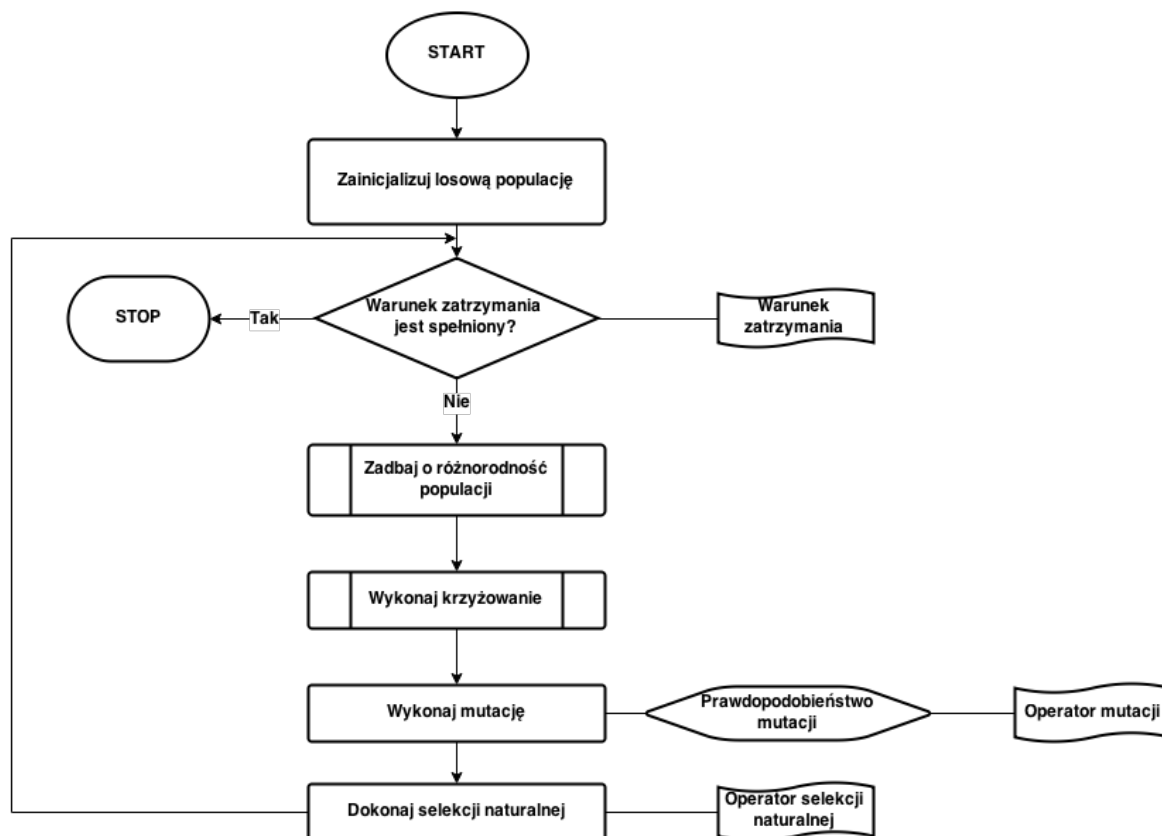 START
Zainicjalizuj losową populację
Warunek zatrzymania
jest spełniony?
Warunek
zatrzymania
STOP
Tak
Nie
Zadbaj o różnorodność
populacji
Wykonaj krzyżowanie
Wykonaj mutację
Prawdopodobieństwo
mutacji
Operator mutacji
Dokonaj selekcji naturalnej
Operator selekcji
naturalnej